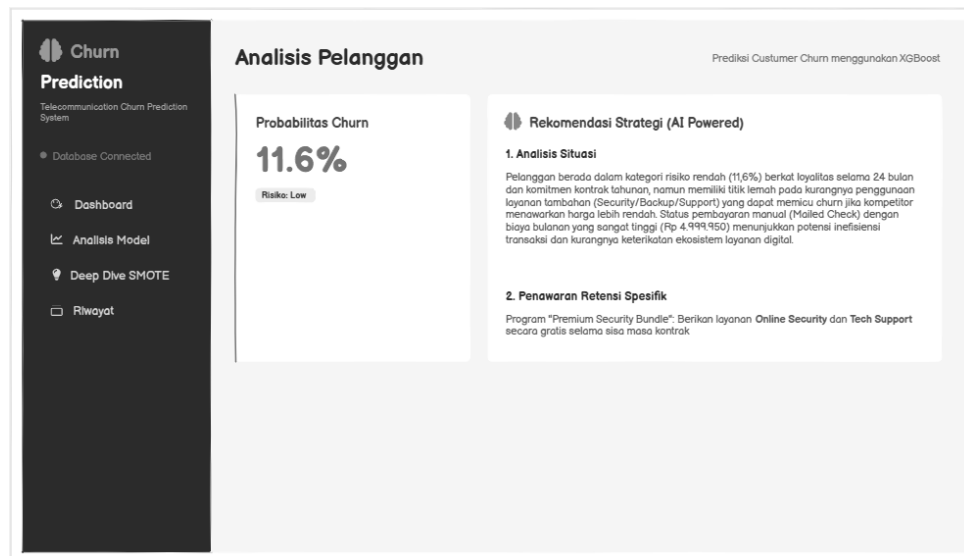 Churn
Prediction
Telecommunication Churn Prediction
System
Database Connected
Dashboard
Analisis Model
Deep Dive SMOTE
Riwayat
Analisis Pelanggan
Prediksi Custumer Churn menggunakan XGBoost
Probabilitas Churn
11.6%
Risiko: Low
Rekomendasi Strategi (AI Powered)
1. Analisis Situasi
Pelanggan berada dalam kategori risiko rendah (11,6%) berkat loyalitas selama 24 bulan
dan komitmen kontrak tahunan, namun memiliki titik lemah pada kurangnya penggunaan
layanan tambahan (Security/Backup/Support) yang dapat memicu churn jika kompetitor
menawarkan harga lebih rendah. Status pembayaran manual (Mailed Check) dengan
biaya bulanan yang sangat tinggi (Rp 4.999.950) menunjukkan potensi inefisiensi
transaksi dan kurangnya keterikatan ekosistem layanan digital.
2. Penawaran Retensi Spesifik
Program "Premium Security Bundle": Berikan layanan Online Security dan Tech Support
secara gratis selama sisa masa kontrak